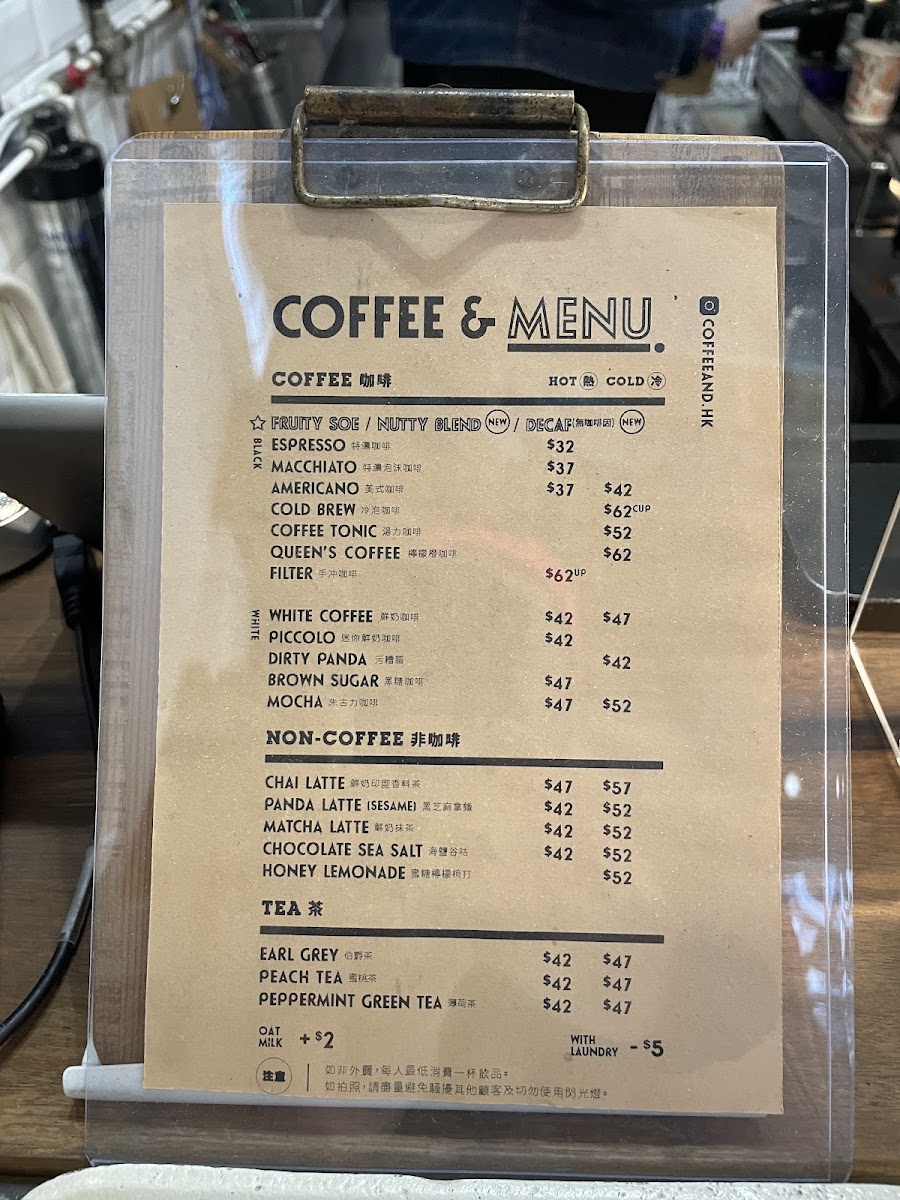 COFFEE & MENU.
COFFEEAND.HK
COFFEE 咖啡 HOT 熱 COLD 冷
☆ FRUITY SOE / NUTTY BLEND NEW / DECAF(無咖啡因) NEW
BLACK
ESPRESSO 特濃咖啡 $32
MACCHIATO 特濃泡沫咖啡 $37
AMERICANO 美式咖啡 $37 $42
COLD BREW 冷泡咖啡 $62CUP
COFFEE TONIC 湯力咖啡 $52
QUEEN'S COFFEE 檸檬橙咖啡 $62
FILTER 手冲咖啡 $62UP
WHITE
WHITE COFFEE 鮮奶咖啡 $42 $47
PICCOLO 迷你鮮奶咖啡 $42
DIRTY PANDA 污糟貓 $42
BROWN SUGAR 黑糖咖啡 $47
MOCHA 朱古力咖啡 $47 $52
NON-COFFEE 非咖啡
CHAI LATTE 鮮奶印度香料茶 $47 $57
PANDA LATTE (SESAME) 黑芝麻拿鐵 $42 $52
MATCHA LATTE 鮮奶抹茶 $42 $52
CHOCOLATE SEA SALT 海鹽谷咕 $42 $52
HONEY LEMONADE 蜜糖檸檬梳打 $52
TEA 茶
EARL GREY 伯爵茶 $42 $47
PEACH TEA 蜜桃茶 $42 $47
PEPPERMINT GREEN TEA 薄荷茶 $42 $47
OAT MILK + $2 WITH LAUNDRY - $5
注意
如非外賣，每人最低消費一杯飲品。
如拍照，請盡量避免騷擾其他顧客及切勿使用閃光燈。